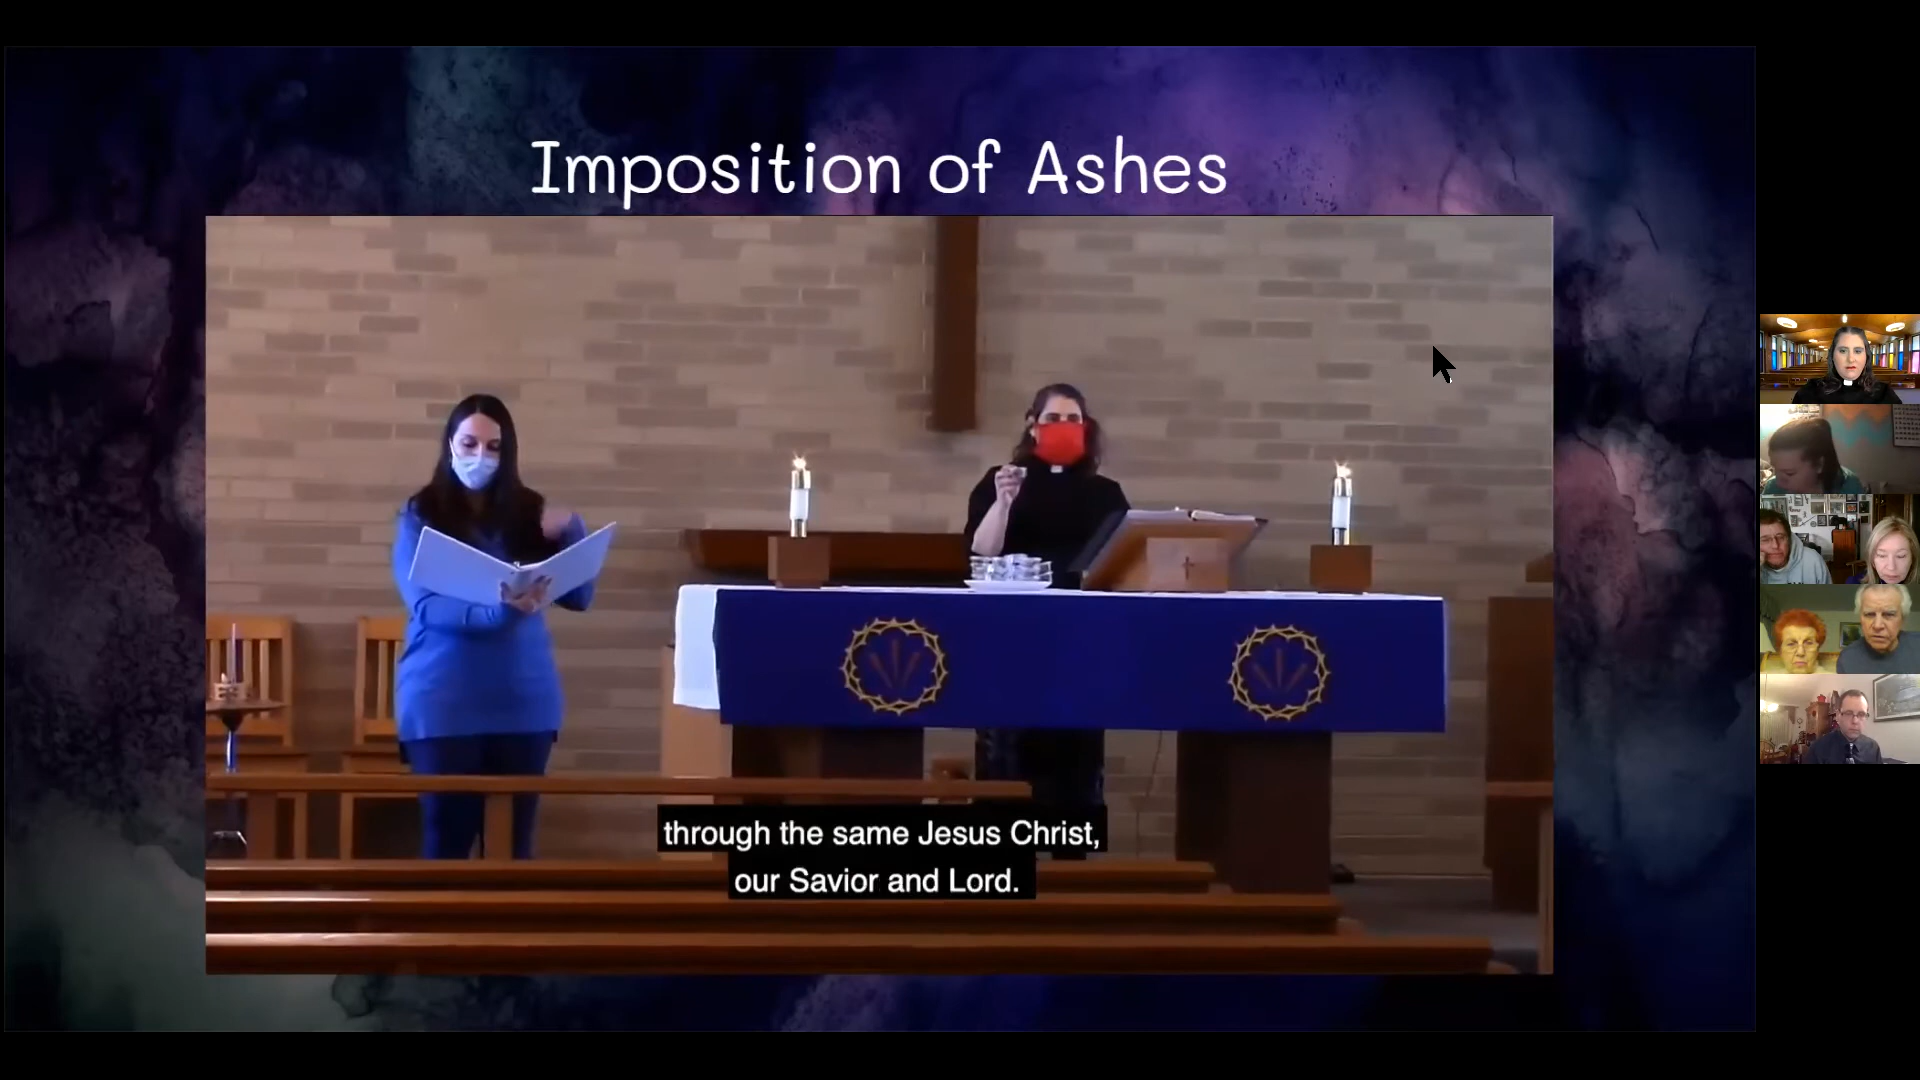 Imposition of Ashes
through the same Jesus Christ,
our Savior and Lord.